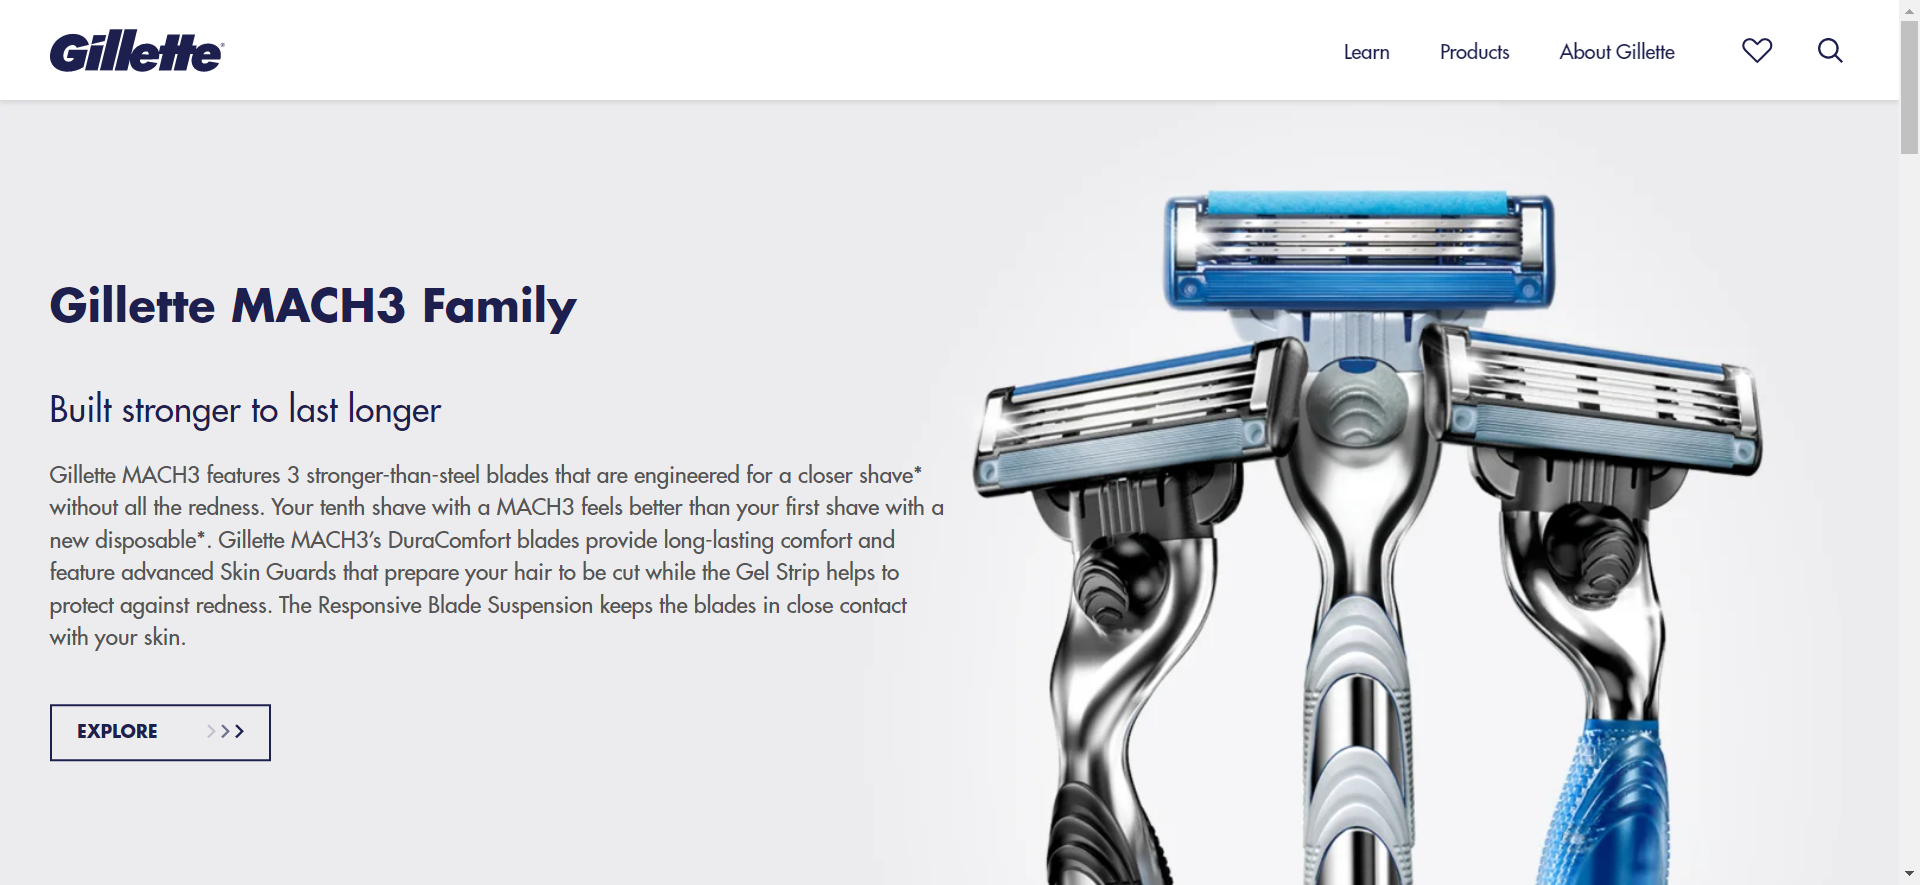 Gillette
Learn
Products
About Gillette
Gillette MACH3 Family
Built stronger to last longer
Gillette MACH3 features 3 stronger-than-steel blades that are engineered for a closer shave*
without all the redness. Your tenth shave with a MACH3 feels better than your first shave with a
new disposable*. Gillette MACH3’s DuraComfort blades provide long-lasting comfort and
feature advanced Skin Guards that prepare your hair to be cut while the Gel Strip helps to
protect against redness. The Responsive Blade Suspension keeps the blades in close contact
with your skin.
EXPLORE